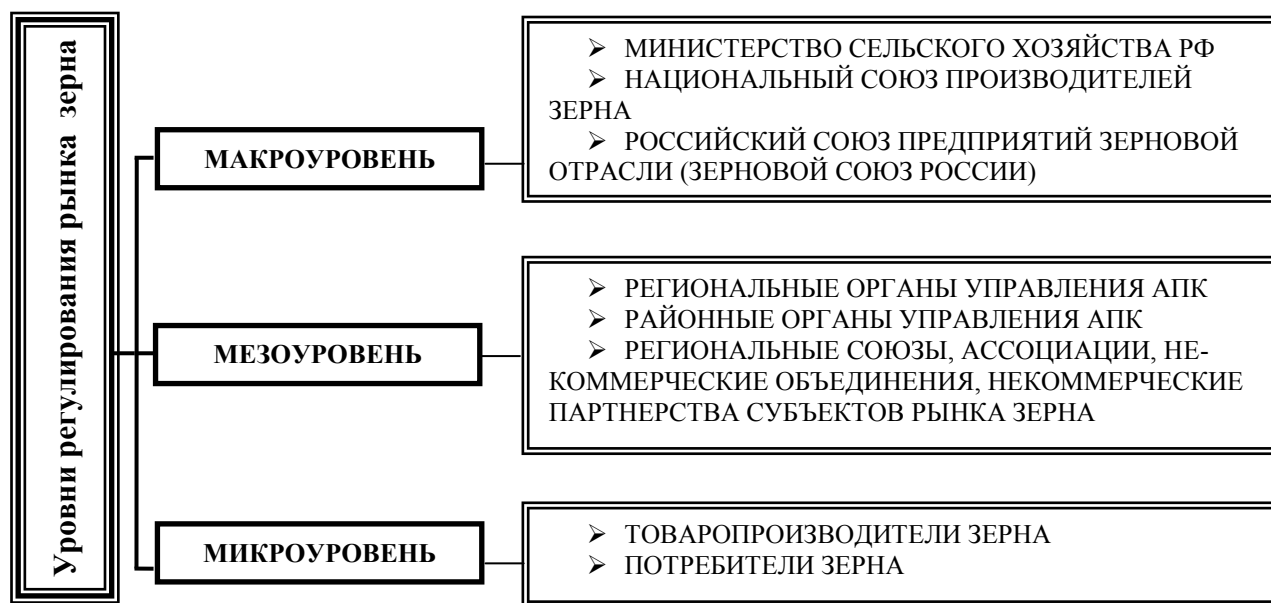 Уровни регулирования рынка зерна
МАКРОУРОВЕНЬ
➢ МИНИСТЕРСТВО СЕЛЬСКОГО ХОЗЯЙСТВА РФ
➢ НАЦИОНАЛЬНЫЙ СОЮЗ ПРОИЗВОДИТЕЛЕЙ
ЗЕРНА
➢ РОССИЙСКИЙ СОЮЗ ПРЕДПРИЯТИЙ ЗЕРНОВОЙ
ОТРАСЛИ (ЗЕРНОВОЙ СОЮЗ РОССИИ)
МЕЗОУРОВЕНЬ
➢ РЕГИОНАЛЬНЫЕ ОРГАНЫ УПРАВЛЕНИЯ АПК
➢ РАЙОННЫЕ ОРГАНЫ УПРАВЛЕНИЯ АПК
➢ РЕГИОНАЛЬНЫЕ СОЮЗЫ, АССОЦИАЦИИ, НЕ-
КОММЕРЧЕСКИЕ ОБЪЕДИНЕНИЯ, НЕКОММЕРЧЕСКИЕ
ПАРТНЕРСТВА СУБЪЕКТОВ РЫНКА ЗЕРНА
МИКРОУРОВЕНЬ
➢ ТОВАРОПРОИЗВОДИТЕЛИ ЗЕРНА
➢ ПОТРЕБИТЕЛИ ЗЕРНА